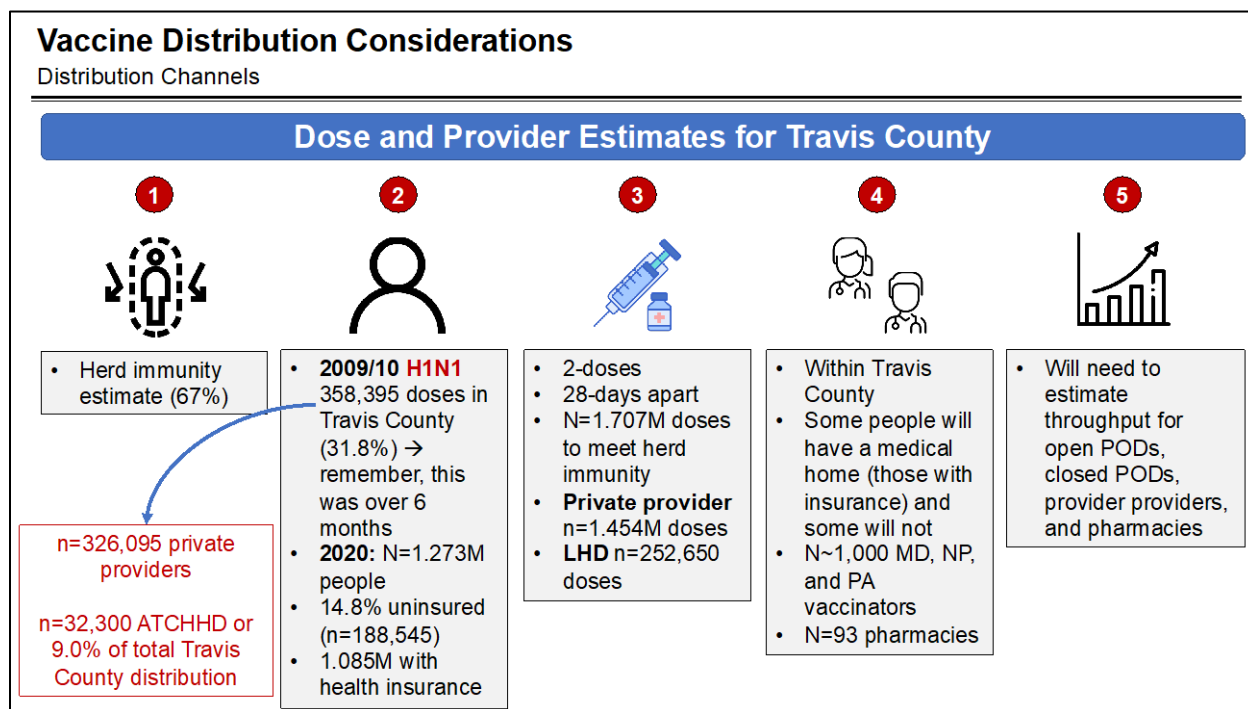 Vaccine Distribution Considerations
Distribution Channels
Dose and Provider Estimates for Travis County
1
• Herd immunity
estimate (67%)
2
• 2009/10 H1N1
358,395 doses in
Travis County
(31.8%) →
remember, this
was over 6
months
• 2020: N=1.273M
people
• 14.8% uninsured
(n=188,545)
• 1.085M with
health insurance
n=326,095 private
providers
n=32,300 ATCHHD or
9.0% of total Travis
County distribution
3
• 2-doses
• 28-days apart
• N=1.707M doses
to meet herd
immunity
• Private provider
n=1.454M doses
• LHD n=252,650
doses
4
• Within Travis
County
• Some people will
have a medical
home (those with
insurance) and
some will not
• N~1,000 MD, NP,
and PA
vaccinators
• N=93 pharmacies
5
• Will need to
estimate
throughput for
open PODs,
closed PODs,
provider providers,
and pharmacies